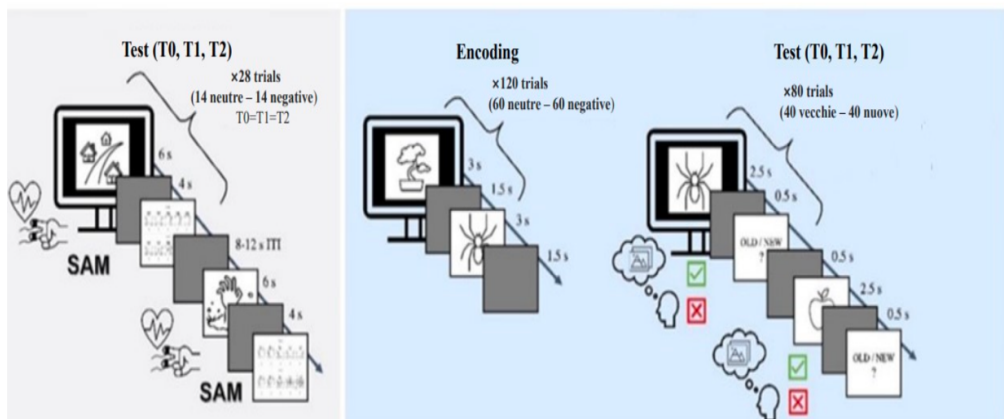 Test (T0, T1, T2)
×28 trials
(14 neutre – 14 negative)
T0=T1=T2
6 s
4 s
8-12 s ITI
6 s
4 s
SAM
SAM
Encoding
×120 trials
(60 neutre – 60 negative)
3 s
1.5 s
3 s
1.5 s
Test (T0, T1, T2)
×80 trials
(40 vecchie – 40 nuove)
2.5 s
0.5 s
OLD / NEW
?
0.5 s
2.5 s
0.5 s
OLD / NEW
?